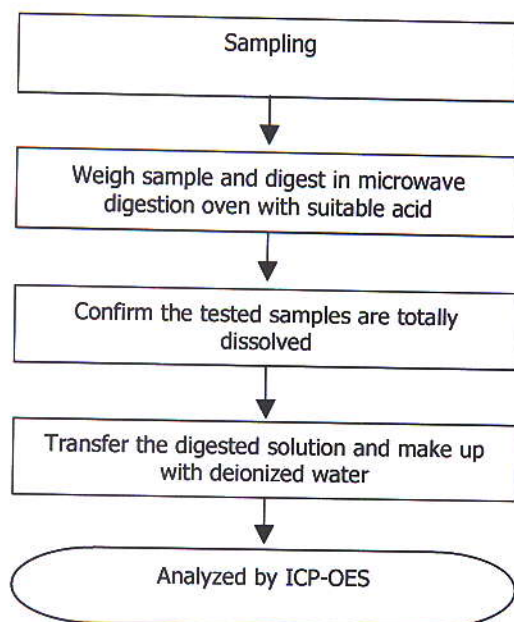 Sampling
Weigh sample and digest in microwave
digestion oven with suitable acid
Confirm the tested samples are totally
dissolved
Transfer the digested solution and make up
with deionized water
Analyzed by ICP-OES